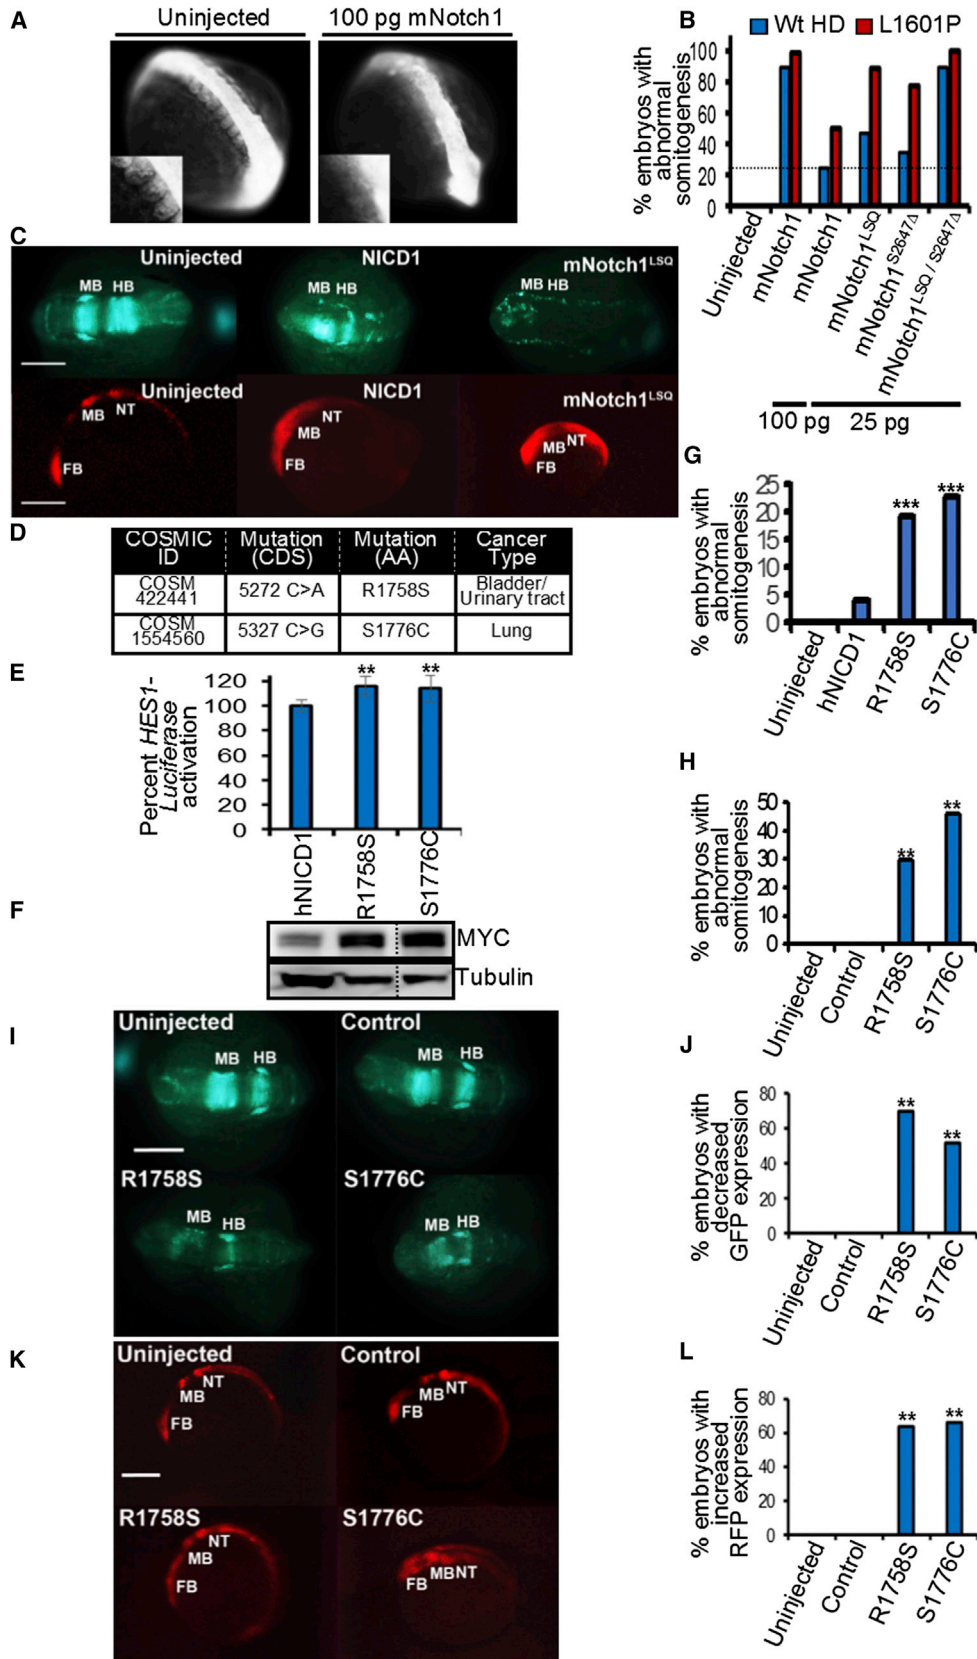 A
Uninjected
100 pg mNotch1
B
Wt HD
L1601P
% embryos with
abnormal
somitogenesis
100
80
60
40
20
0
Uninjected
mNotch1
mNotch1
mNotch1LSQ
mNotch1S2647Δ
mNotch1LSQ / S2647Δ
100 pg
25 pg
C
Uninjected
MB
HB
NICD1
MB
HB
mNotch1LSQ
MB
HB
Uninjected
MB
NT
FB
NICD1
NT
MB
FB
mNotch1LSQ
MB
NT
FB
D
COSMIC
ID
Mutation
(CDS)
Mutation
(AA)
Cancer
Type
COSM
422441
5272 C>A
R1758S
Bladder/
Urinary tract
COSM
1554560
5327 C>G
S1776C
Lung
E
Percent HES1-
Luciferase
activation
120
100
80
60
40
20
0
**
**
hNICD1
R1758S
S1776C
F
MYC
Tubulin
G
% embryos with
abnormal
somitogenesis
25
20
15
10
5
0
***
***
Uninjected
hNICD1
R1758S
S1776C
H
% embryos with
abnormal
somitogenesis
50
40
30
20
10
0
**
**
Uninjected
Control
R1758S
S1776C
I
Uninjected
MB
HB
Control
MB
HB
R1758S
MB
HB
S1776C
MB
HB
J
% embryos with
decreased
GFP expression
80
60
40
20
0
**
**
Uninjected
Control
R1758S
S1776C
K
Uninjected
NT
MB
FB
Control
MB
NT
FB
R1758S
NT
MB
FB
S1776C
FB
MB
NT
L
% embryos with
increased
RFP expression
80
60
40
20
0
**
**
Uninjected
Control
R1758S
S1776C